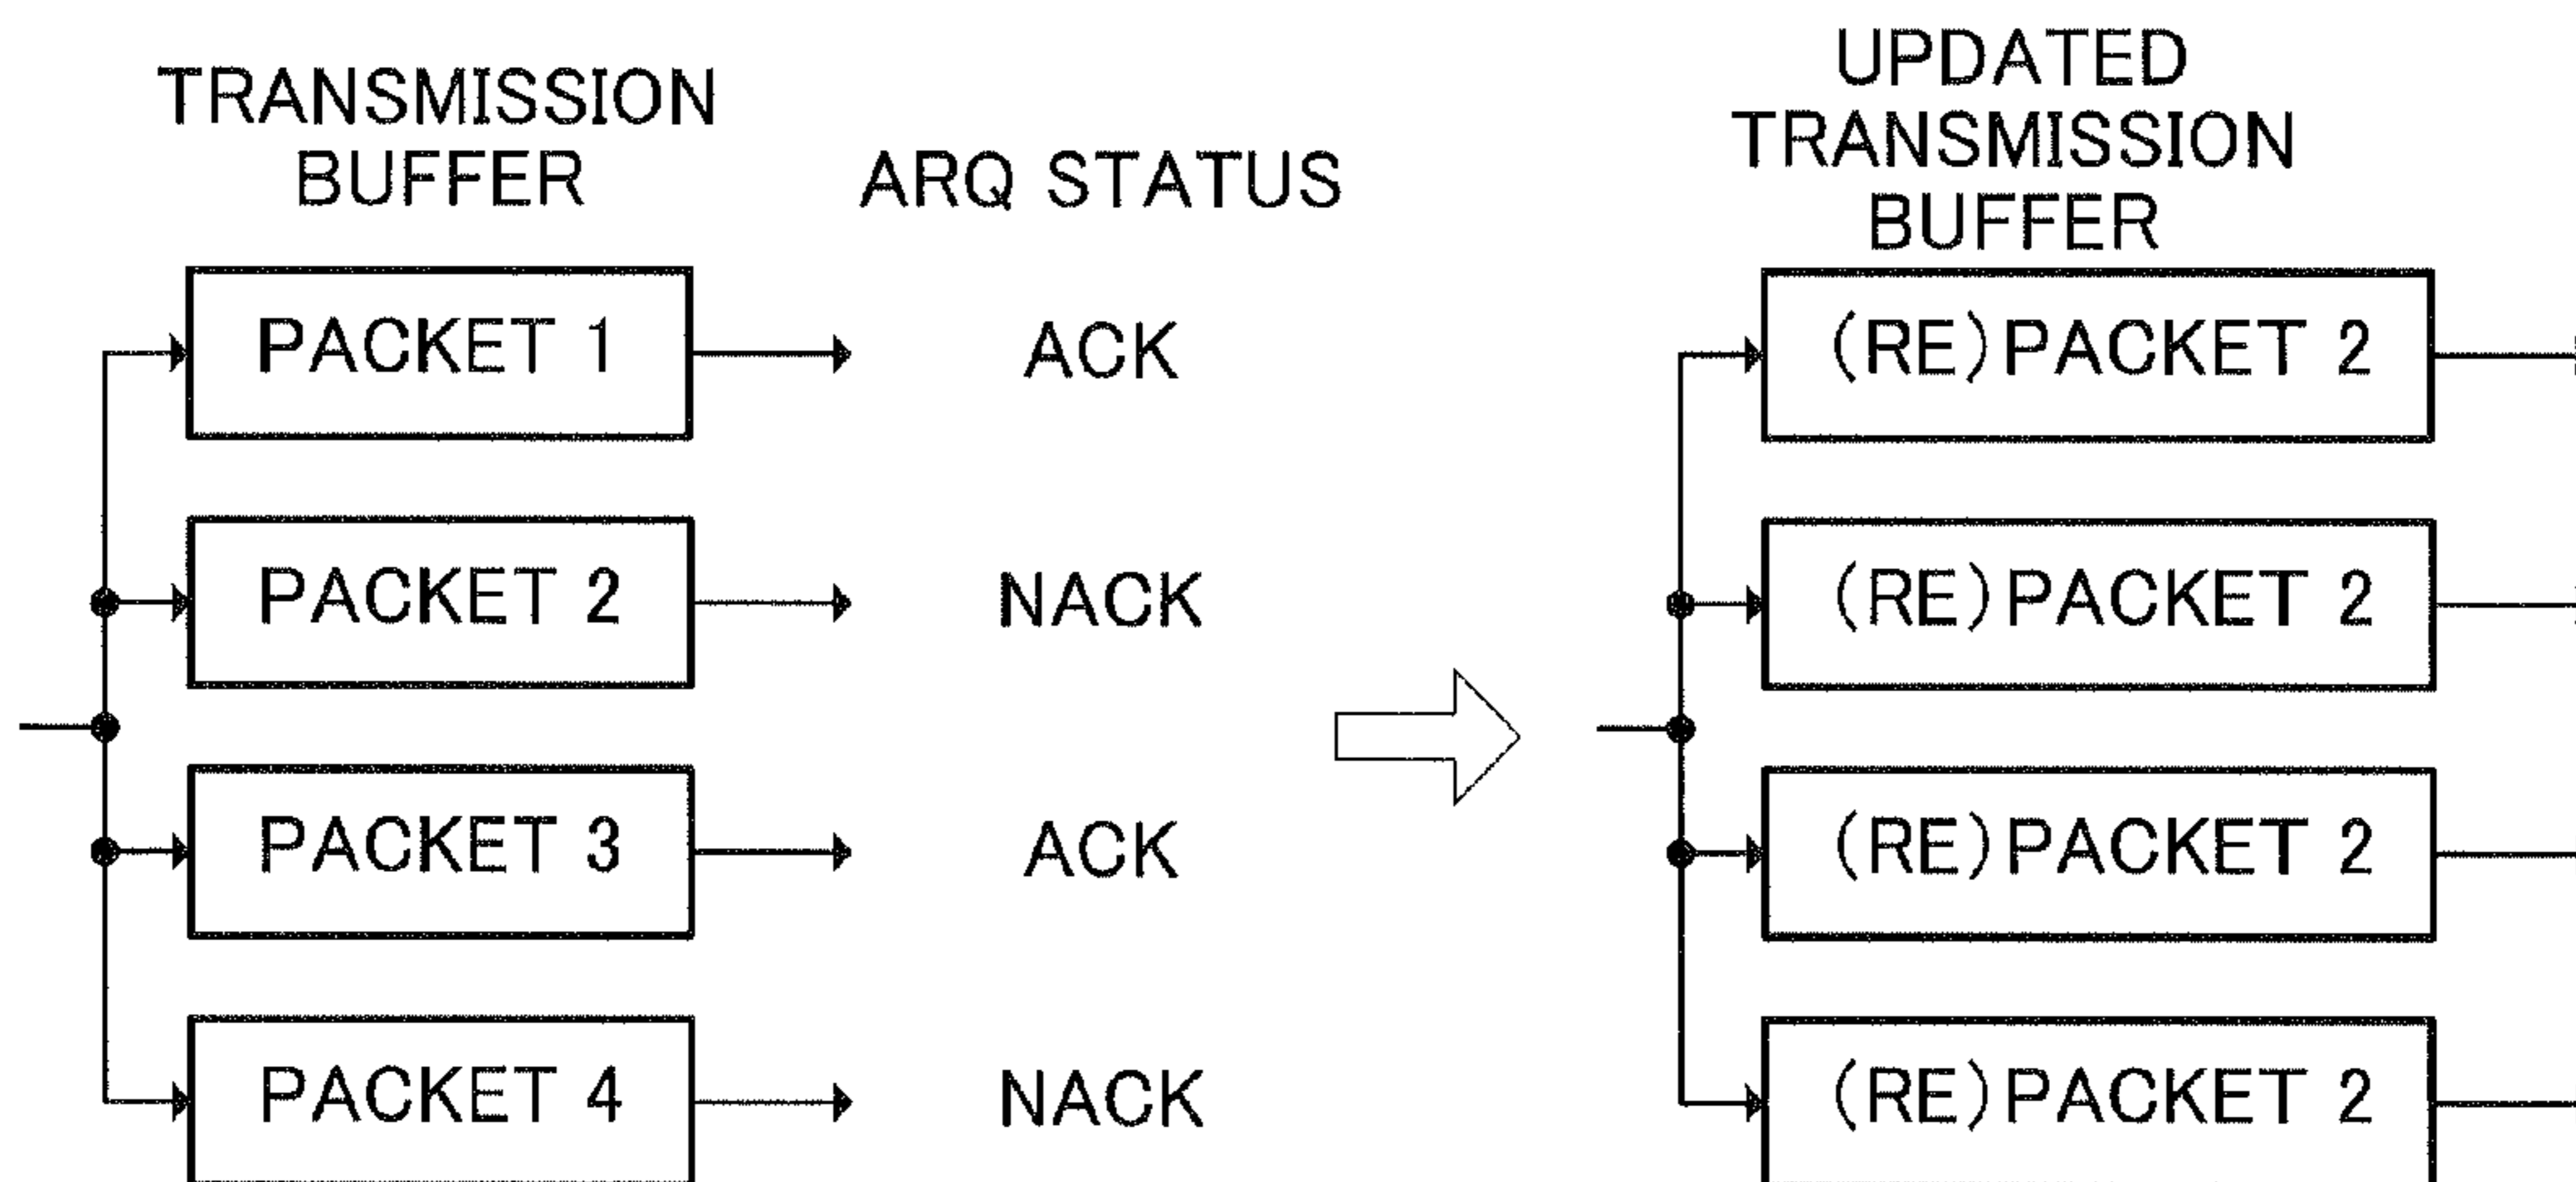 TRANSMISSION
BUFFER
ARQ STATUS
UPDATED
TRANSMISSION
BUFFER
PACKET 1
ACK
(RE)PACKET 2
PACKET 2
NACK
(RE)PACKET 2
PACKET 3
ACK
(RE)PACKET 2
PACKET 4
NACK
(RE)PACKET 2